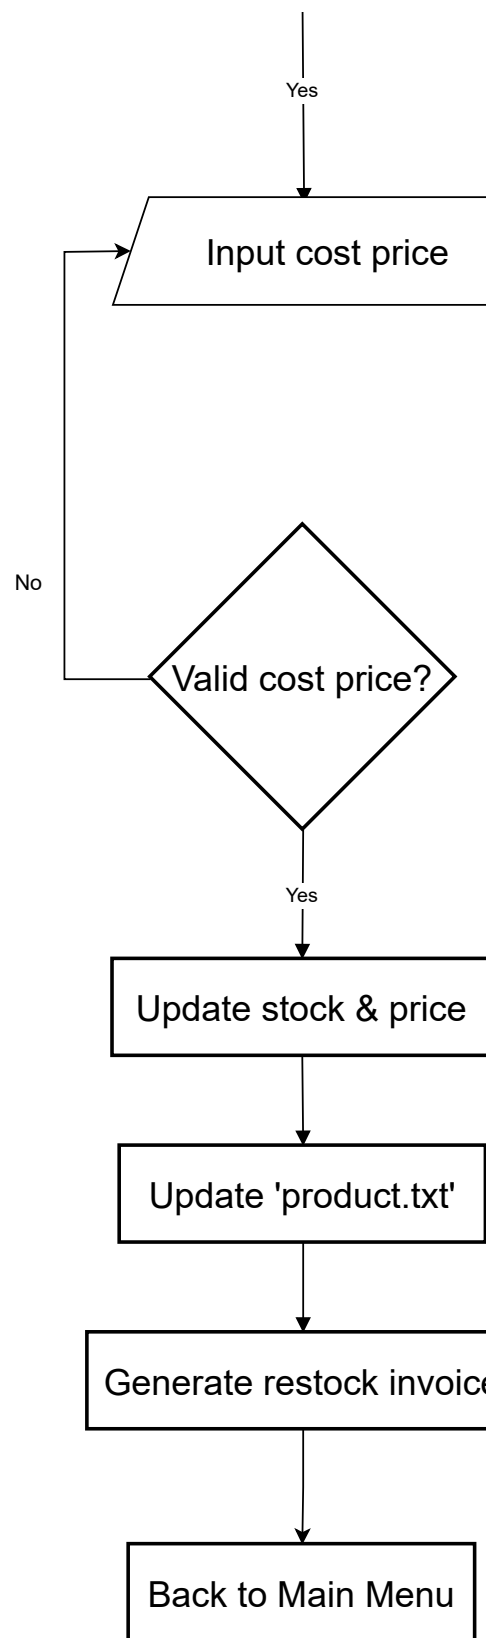 Yes
Input cost price
No
Valid cost price?
Yes
Update stock & price
Update 'product.txt'
Generate restock invoice
Back to Main Menu